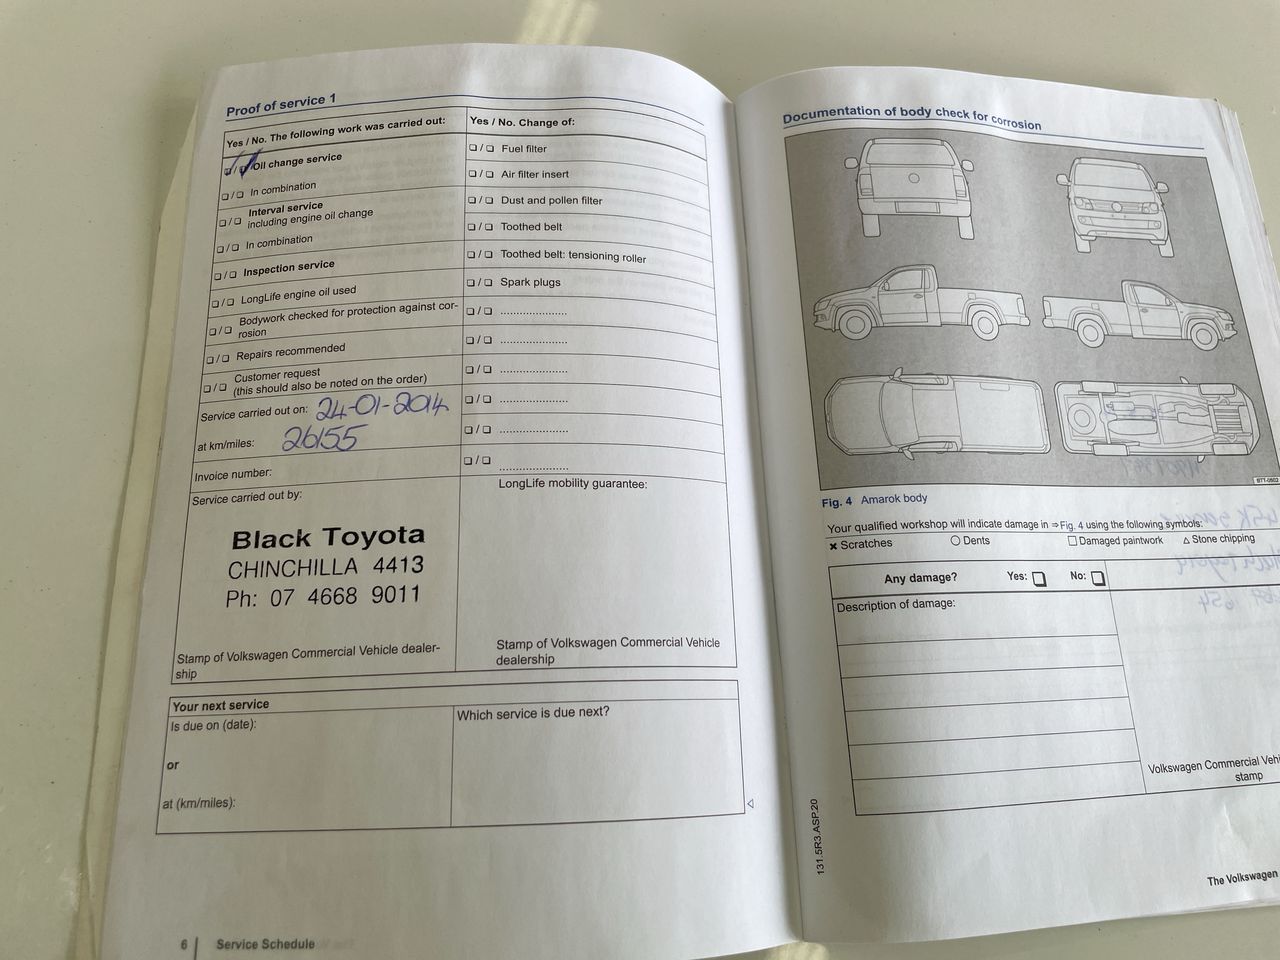 Proof of service 1
Yes / No. The following work was carried out:
❑/❑ Oil change service
❑/❑ In combination
❑/❑ Interval service
including engine oil change
❑/❑ In combination
❑/❑ Inspection service
❑/❑ LongLife engine oil used
❑/❑ Bodywork checked for protection against cor-
rosion
❑/❑ Repairs recommended
❑/❑ Customer request
(this should also be noted on the order)
Service carried out on: 24-01-2014
at km/miles: 26155
Invoice number:
Service carried out by:
Black Toyota
CHINCHILLA 4413
Ph: 07 4668 9011
Stamp of Volkswagen Commercial Vehicle dealer-
ship
Yes / No. Change of:
❑/❑ Fuel filter
❑/❑ Air filter insert
❑/❑ Dust and pollen filter
❑/❑ Toothed belt
❑/❑ Toothed belt: tensioning roller
❑/❑ Spark plugs
❑/❑ .....................
❑/❑ .....................
❑/❑ .....................
❑/❑ .....................
❑/❑ .....................
❑/❑ .....................
LongLife mobility guarantee:
Stamp of Volkswagen Commercial Vehicle
dealership
Your next service
Is due on (date):
or
at (km/miles):
Which service is due next?
6 Service Schedule
Documentation of body check for corrosion
Fig. 4 Amarok body
Your qualified workshop will indicate damage in ⇒Fig. 4 using the following symbols:
✖ Scratches ○ Dents ❑ Damaged paintwork △ Stone chipping
Any damage? Yes: ❑ No: ❑
Description of damage:
Volkswagen Commercial Vehi
stamp
131.5R3.ASP.20
The Volkswagen